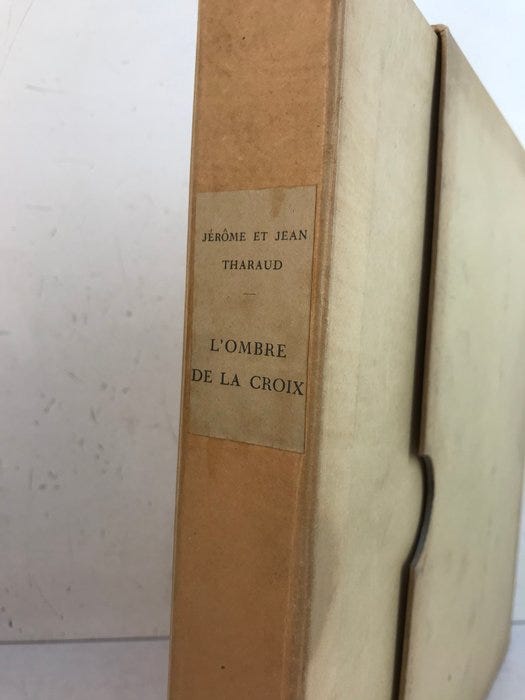 JÉRÔME ET JEAN
THARAUD
L'OMBRE
DE LA CROIX